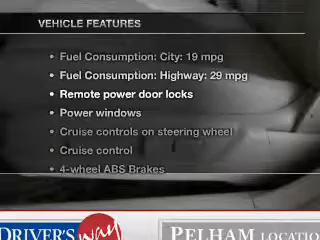 VEHICLE FEATURES
• Fuel Consumption: City: 19 mpg
• Fuel Consumption: Highway: 29 mpg
• Remote power door locks
• Power windows
• Cruise controls on steering wheel
• Cruise control
• 4-wheel ABS Brakes
DRIVER'S way PELHAM LOCATIO